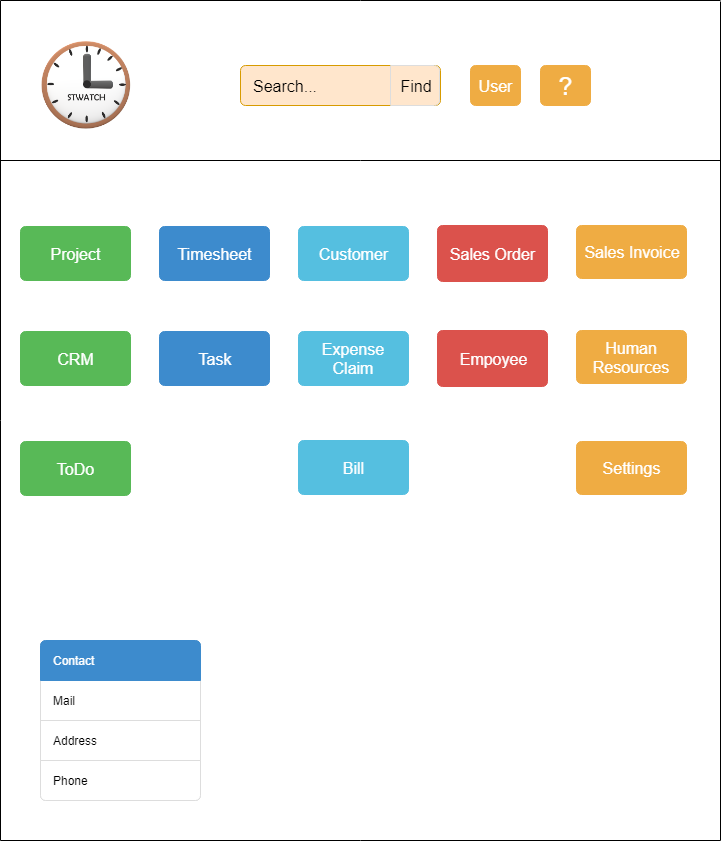 STWATCH
Search... Find User ?
Project Timesheet Customer Sales Order Sales Invoice
CRM Task Expense Claim Empoyee Human Resources
ToDo Bill Settings
Contact
Mail
Address
Phone